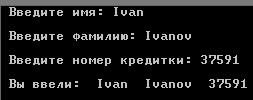 Введите имя: Ivan
Введите фамилию: Ivanov
Введите номер кредитки: 37591
Вы ввели:  Ivan  Ivanov  37591